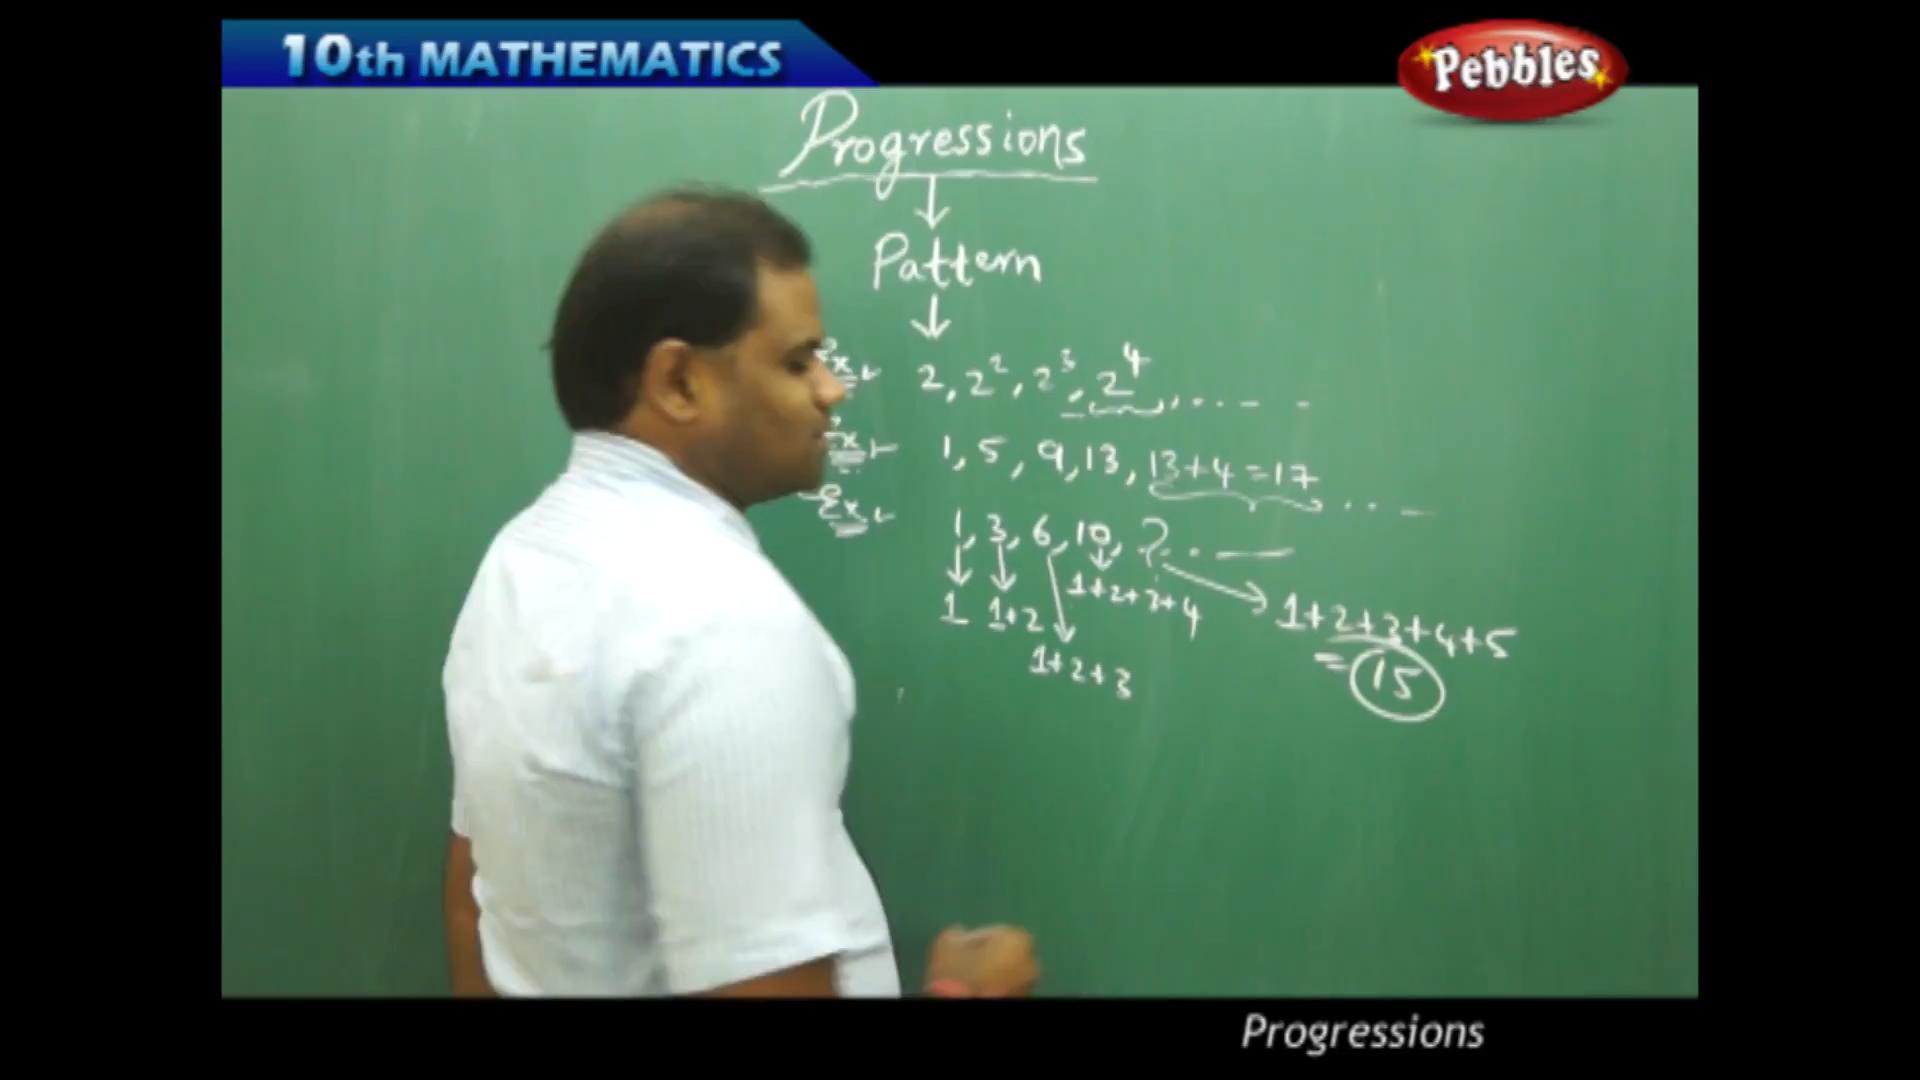 10th MATHEMATICS
Pebbles
Progressions
Pattern
Ex 2, 2², 2³, 2⁴, ....
Ex 1, 5, 9, 13, 13+4=17 ...
Ex 1, 3, 6, 10, ? ..
1 1+2 1+2+3+4 1+2+3+4+5
1+2+3 = 15
Progressions